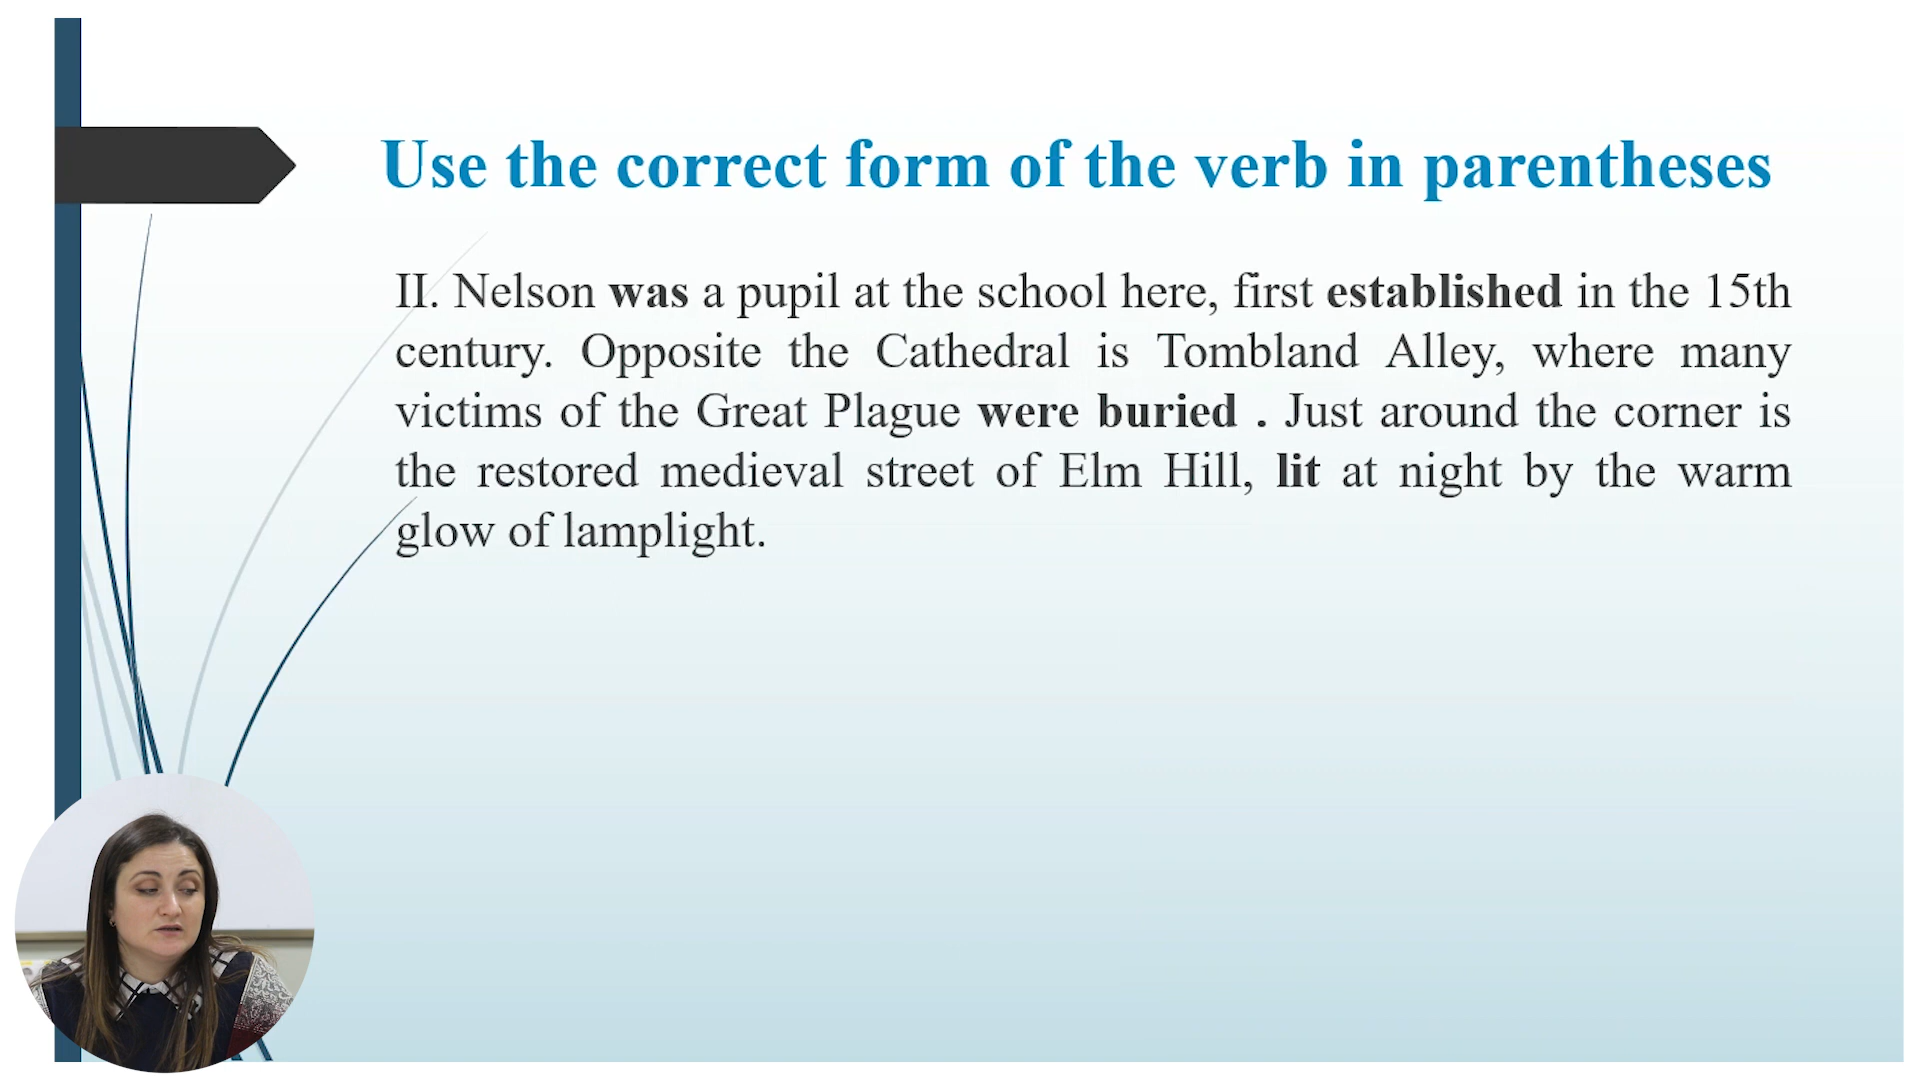 Use the correct form of the verb in parentheses
II. Nelson was a pupil at the school here, first established in the 15th
century. Opposite the Cathedral is Tombland Alley, where many
victims of the Great Plague were buried . Just around the corner is
the restored medieval street of Elm Hill, lit at night by the warm
glow of lamplight.